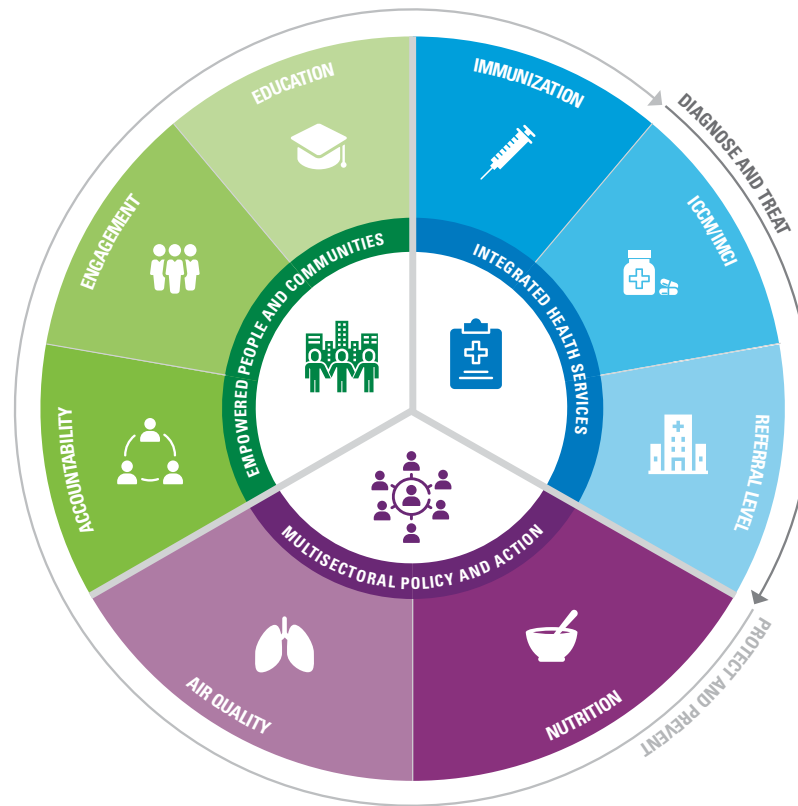 EDUCATION
IMMUNIZATION
DIAGNOSE AND TREAT
ENGAGEMENT
ICCM/IMCI
EMPOWERED PEOPLE AND COMMUNITIES
INTEGRATED HEALTH SERVICES
ACCOUNTABILITY
REFERRAL LEVEL
MULTISECTORAL POLICY AND ACTION
AIR QUALITY
NUTRITION
PROTECT AND PREVENT